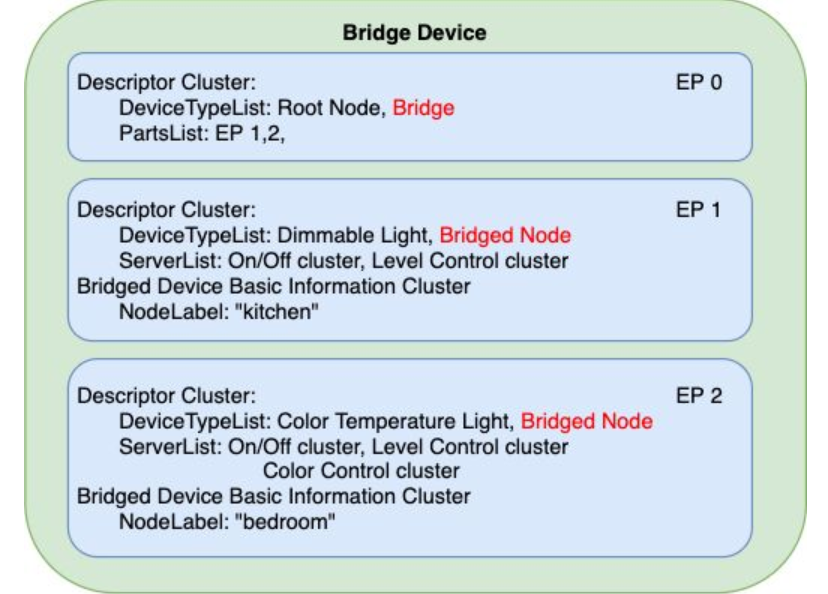 Bridge Device
Descriptor Cluster: EP 0
DeviceTypeList: Root Node, Bridge
PartsList: EP 1,2,
Descriptor Cluster: EP 1
DeviceTypeList: Dimmable Light, Bridged Node
ServerList: On/Off cluster, Level Control cluster
Bridged Device Basic Information Cluster
NodeLabel: "kitchen"
Descriptor Cluster: EP 2
DeviceTypeList: Color Temperature Light, Bridged Node
ServerList: On/Off cluster, Level Control cluster
Color Control cluster
Bridged Device Basic Information Cluster
NodeLabel: "bedroom"